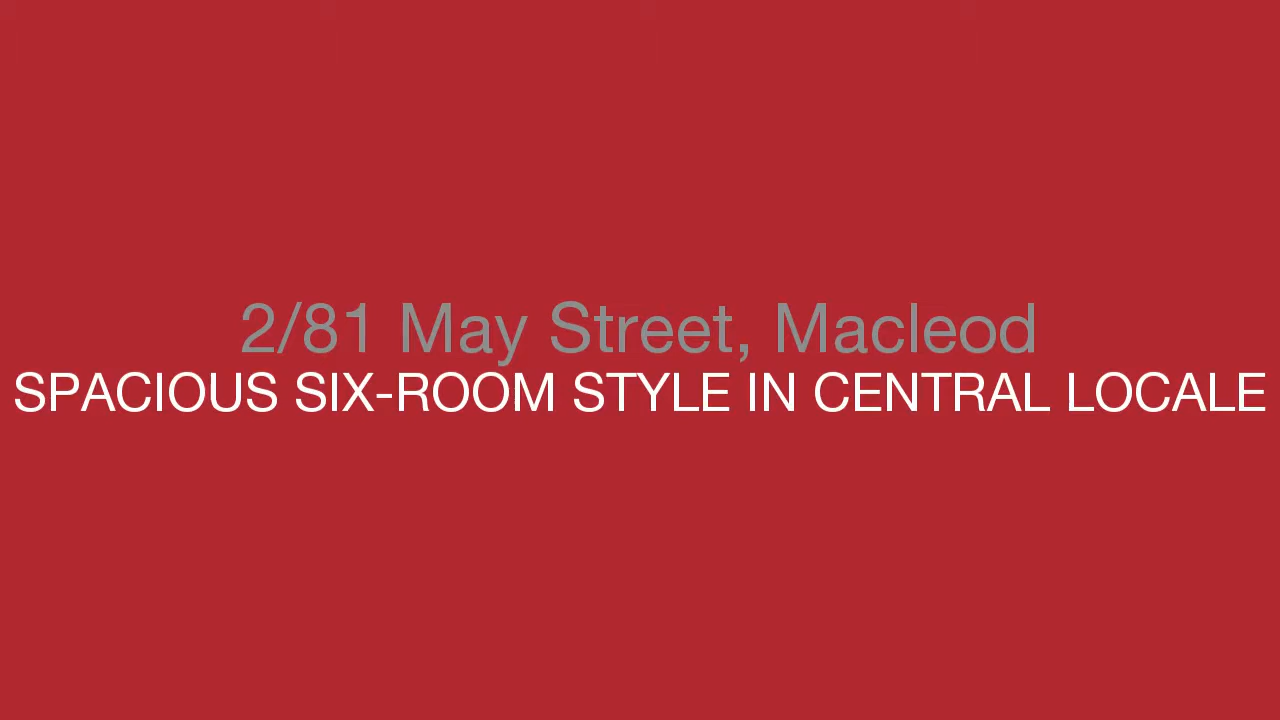 2/81 May Street, Macleod
SPACIOUS SIX-ROOM STYLE IN CENTRAL LOCALE